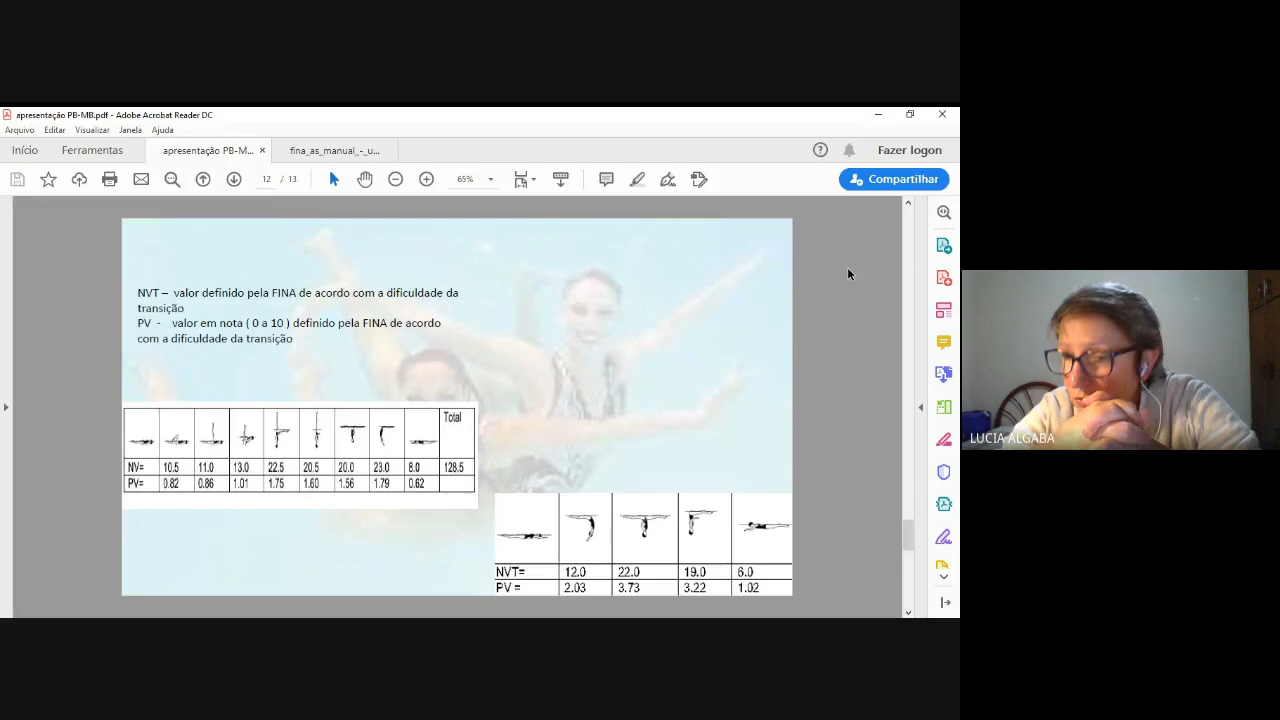 apresentação PB-MB.pdf - Adobe Acrobat Reader DC
Arquivo Editar Visualizar Janela Ajuda
Início Ferramentas apresentação PB-M... × fina_as_manual_-_u... Fazer logon
12 / 13 65% Compartilhar
NVT – valor definido pela FINA de acordo com a dificuldade da
transição
PV - valor em nota ( 0 a 10 ) definido pela FINA de acordo
com a dificuldade da transição
Total
NV= 10.5 11.0 13.0 22.5 20.5 20.0 23.0 8.0 128.5
PV= 0.82 0.86 1.01 1.75 1.60 1.56 1.79 0.62
NVT= 12.0 22.0 19.0 6.0
PV = 2.03 3.73 3.22 1.02
LUCIA ALGABA